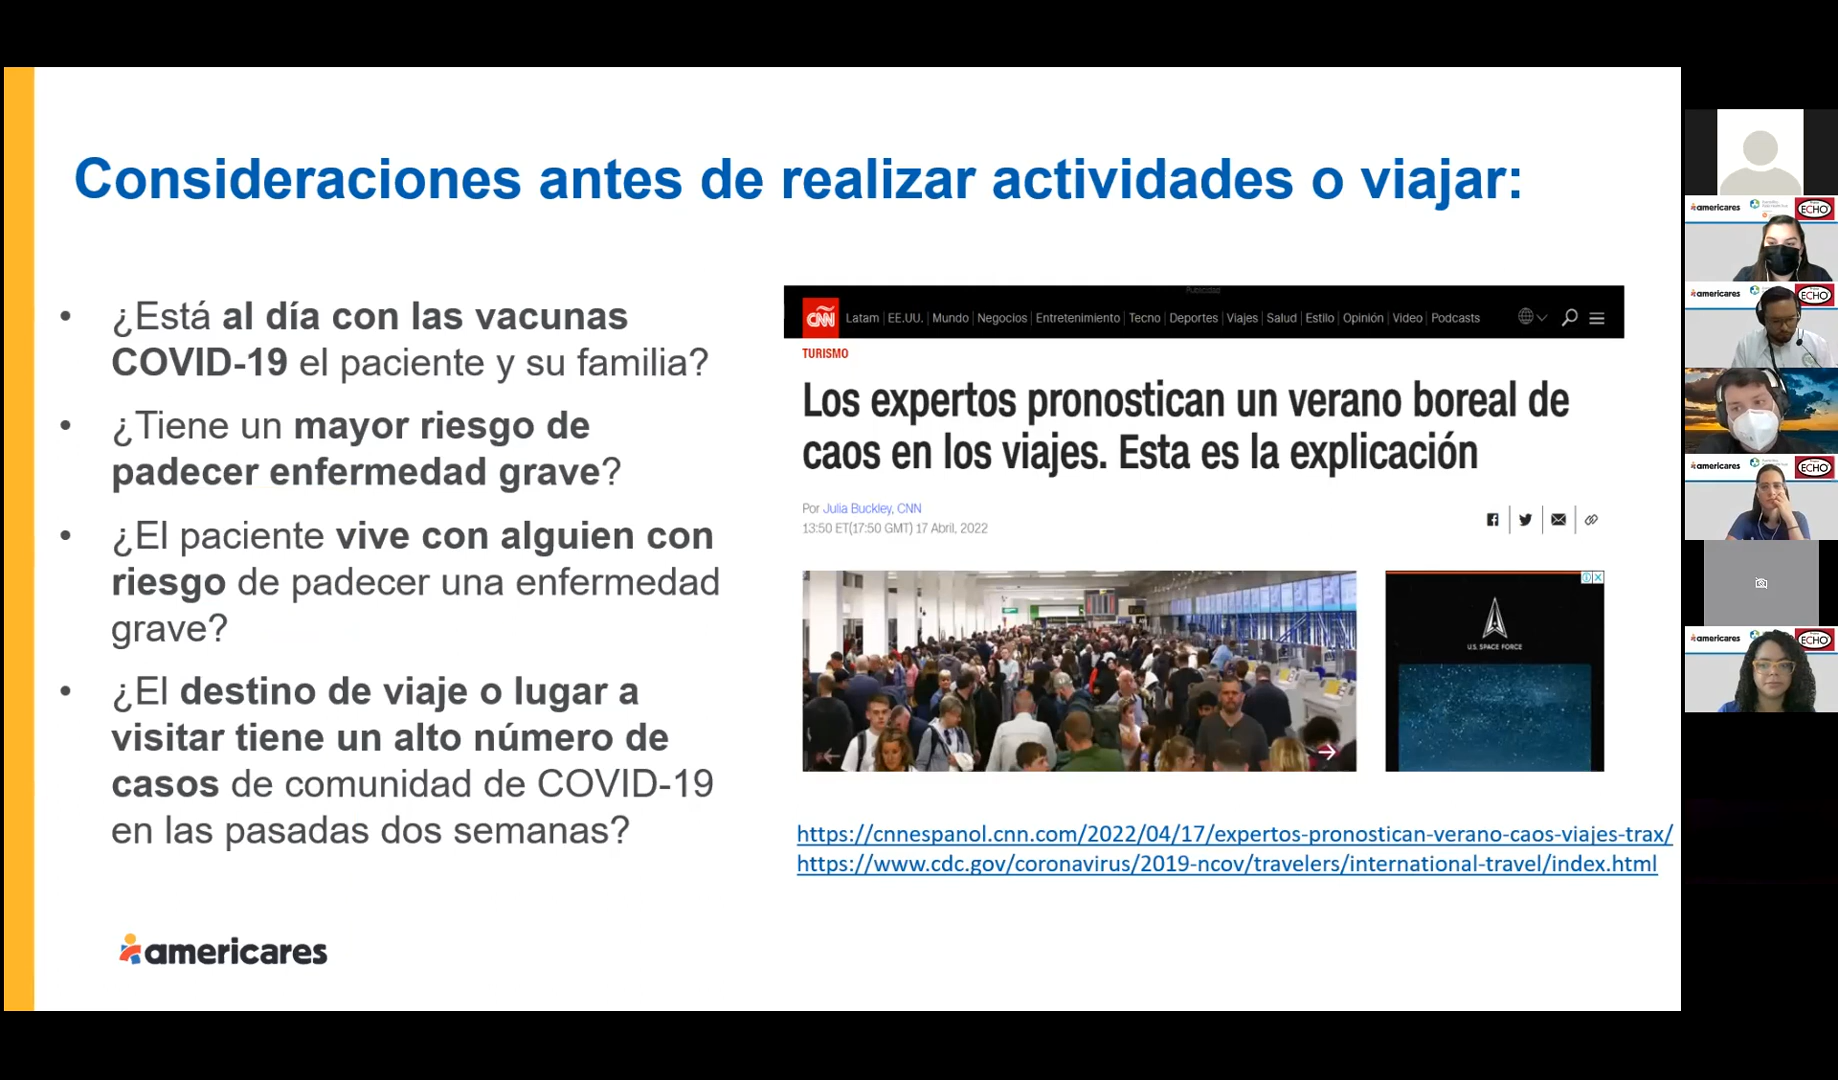 Consideraciones antes de realizar actividades o viajar:
• ¿Está al día con las vacunas
COVID-19 el paciente y su familia?
• ¿Tiene un mayor riesgo de
padecer enfermedad grave?
• ¿El paciente vive con alguien con
riesgo de padecer una enfermedad
grave?
• ¿El destino de viaje o lugar a
visitar tiene un alto número de
casos de comunidad de COVID-19
en las pasadas dos semanas?
americares
Publicidad
CNN Latam | EE.UU. | Mundo | Negocios | Entretenimiento | Tecno | Deportes | Viajes | Salud | Estilo | Opinión | Video | Podcasts
TURISMO
Los expertos pronostican un verano boreal de
caos en los viajes. Esta es la explicación
Por Julia Buckley, CNN
13:50 ET(17:50 GMT) 17 Abril, 2022
U.S. SPACE FORCE
https://cnnespanol.cnn.com/2022/04/17/expertos-pronostican-verano-caos-viajes-trax/
https://www.cdc.gov/coronavirus/2019-ncov/travelers/international-travel/index.html
americares ECHO
americares ECHO
americares ECHO
americares ECHO